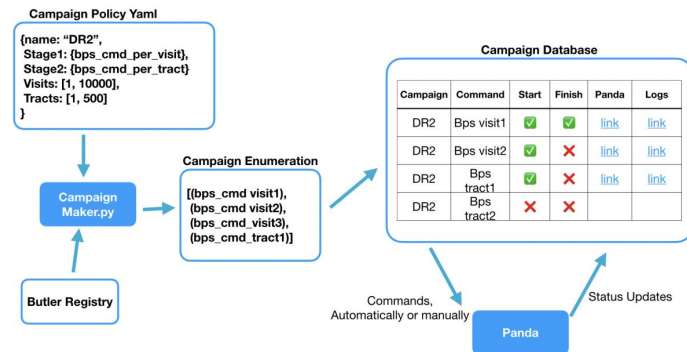 Campaign Policy Yaml
{name: “DR2”,
Stage1: {bps_cmd_per_visit},
Stage2: {bps_cmd_per_tract}
Visits: [1, 10000],
Tracts: [1, 500]
}
Campaign
Maker.py
Butler Registry
Campaign Enumeration
[(bps_cmd visit1),
(bps_cmd visit2),
(bps_cmd_visit3),
(bps_cmd_tract1)]
Campaign Database
Campaign Command Start Finish Panda Logs
DR2 Bps visit1 ✅ ✅ link link
DR2 Bps visit2 ✅ ❌ link link
DR2 Bps tract1 ✅ ❌ link link
DR2 Bps tract2 ❌ ❌
Commands,
Automatically or manually
Status Updates
Panda